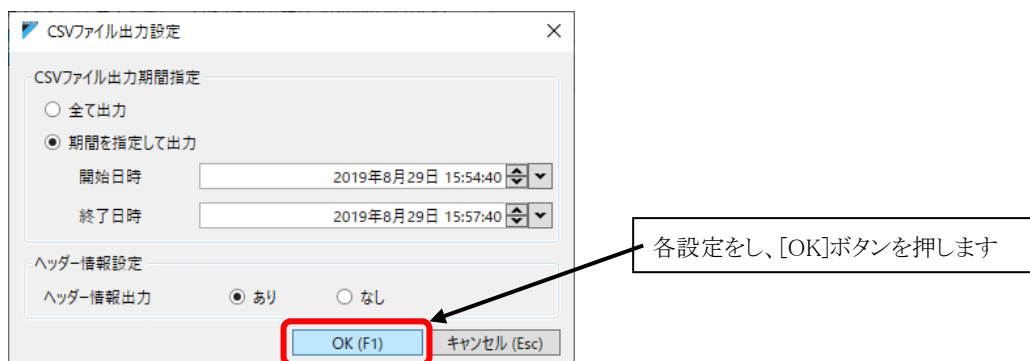 CSVファイル出力設定
CSVファイル出力期間指定
全て出力
期間を指定して出力
開始日時 2019年8月29日 15:54:40
終了日時 2019年8月29日 15:57:40
各設定をし、[OK]ボタンを押します
ヘッダー情報設定
ヘッダー情報出力 あり なし
OK (F1) キャンセル (Esc)